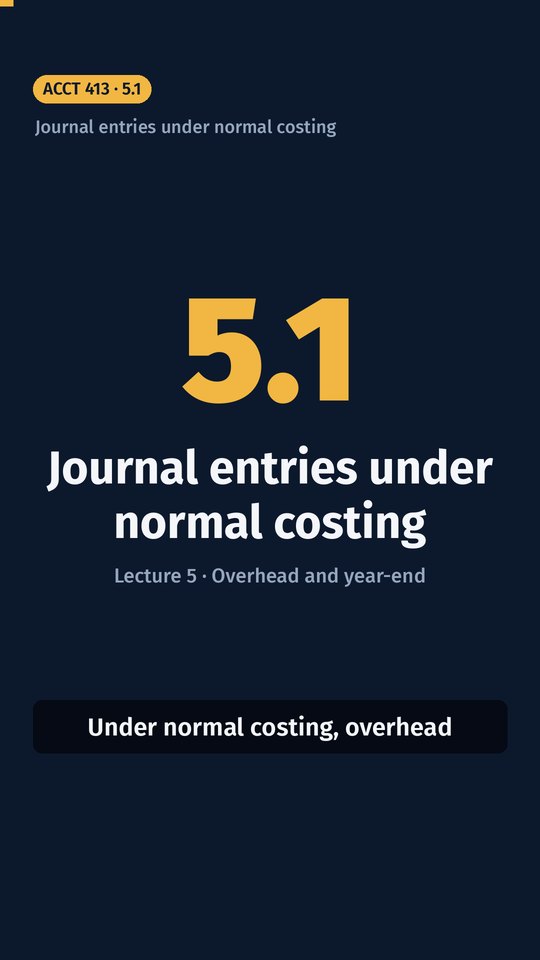 ACCT 413 · 5.1
Journal entries under normal costing
5.1
Journal entries under
normal costing
Lecture 5 · Overhead and year-end
Under normal costing, overhead